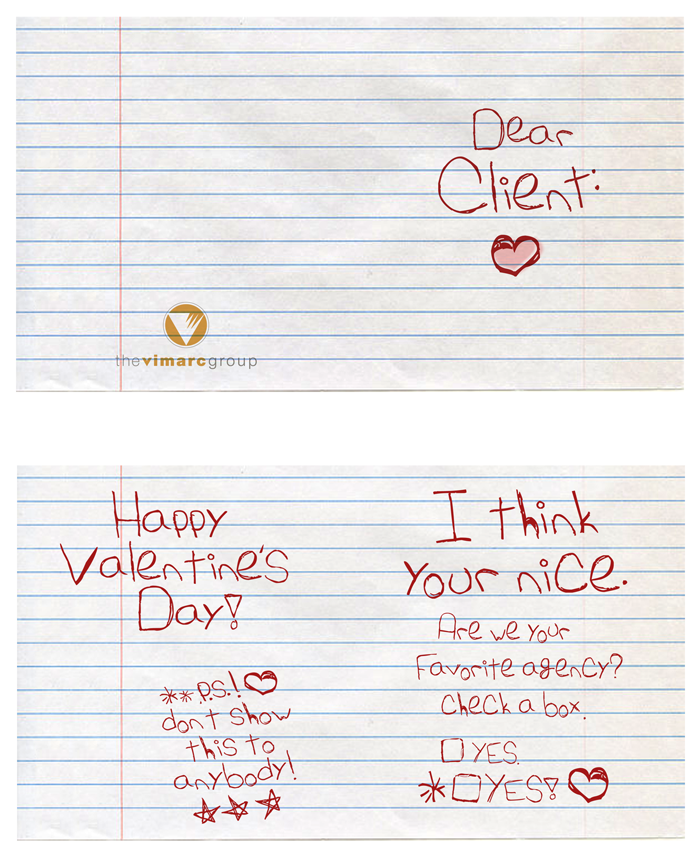 Dear
Client:
thevimarcgroup
Happy
Valentine's
Day!
** P.S.!
dont show
this to
anybody!
I think
your nice.
Are we your
Favorite agency?
Check a box.
YES.
* YES!